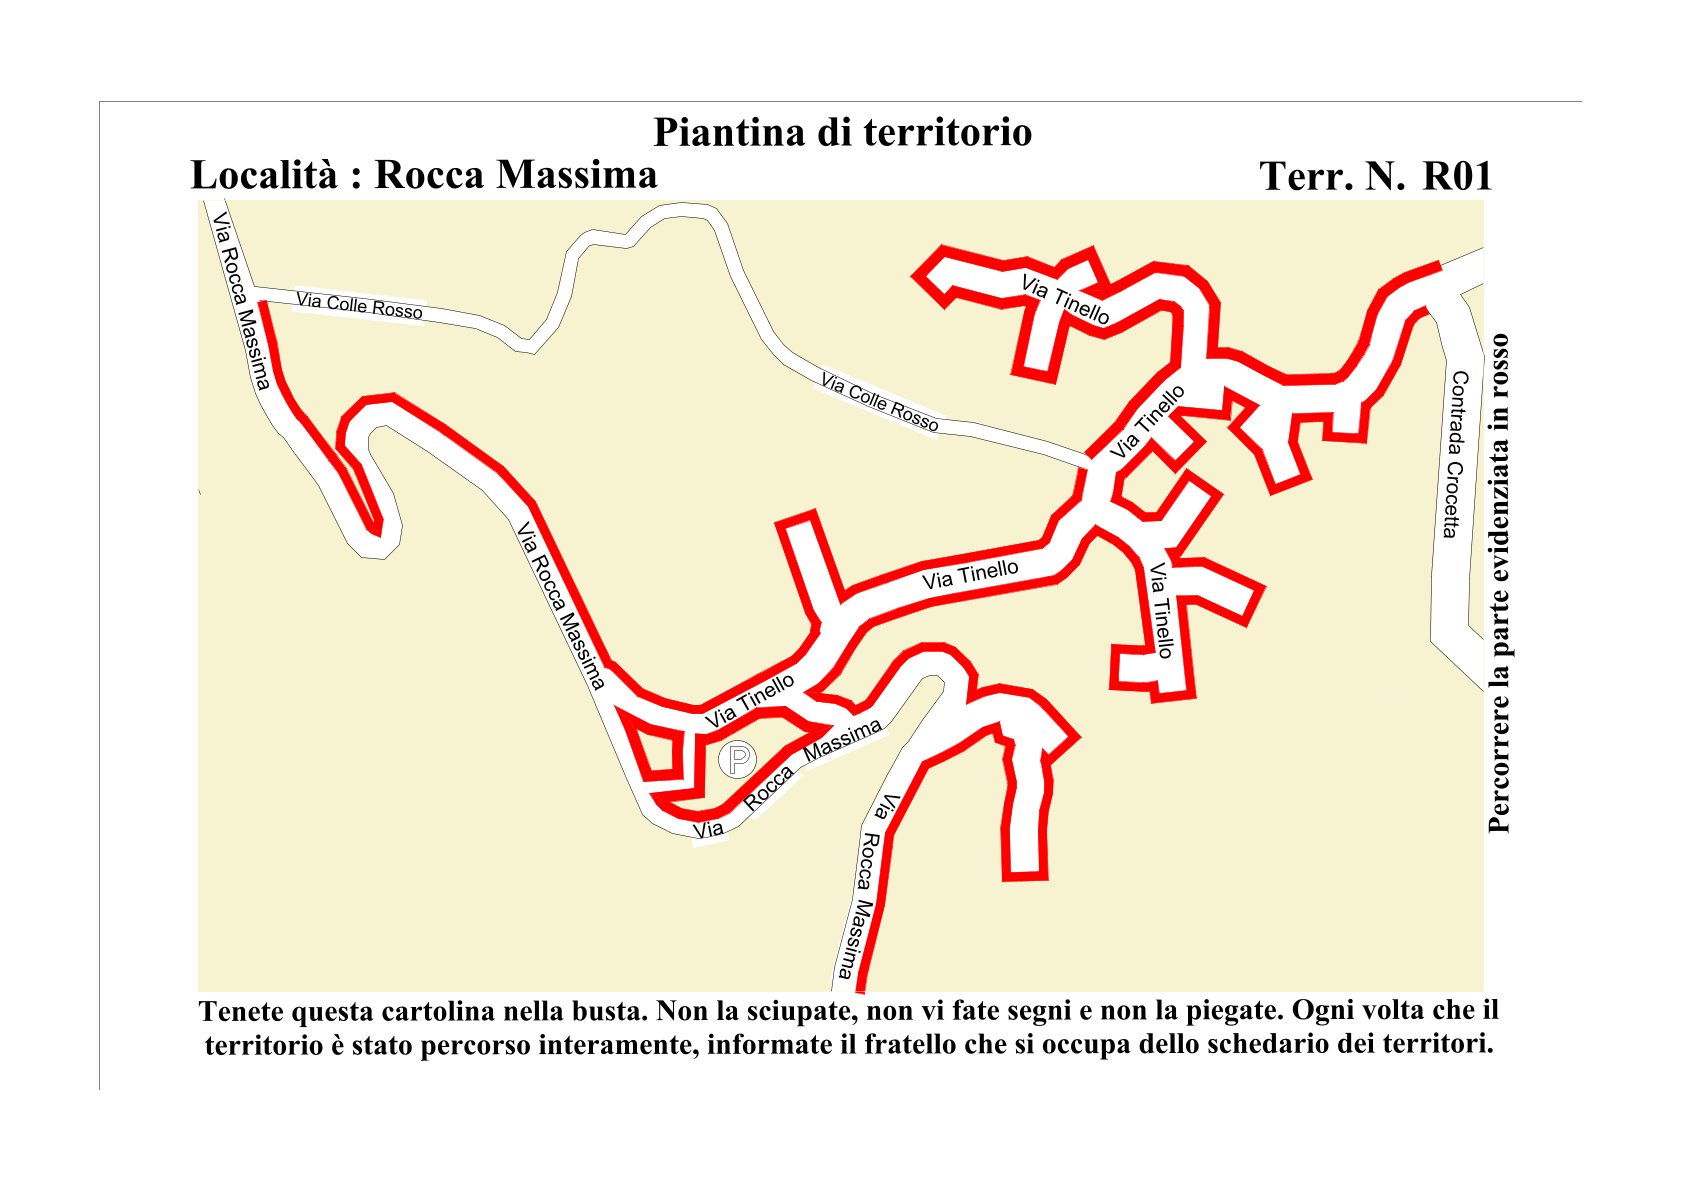 Piantina di territorio
Località : Rocca Massima
Terr. N. R01
Via Rocca Massima
Via Colle Rosso
Via Tinello
Via Colle Rosso
Via Tinello
Contrada Crocetta
Percorrere la parte evidenziata in rosso
Via Rocca Massima
Via Tinello
Via Tinello
Via Tinello
P
Via Rocca Massima
Via Rocca Massima
Tenete questa cartolina nella busta. Non la sciupate, non vi fate segni e non la piegate. Ogni volta che il
territorio è stato percorso interamente, informate il fratello che si occupa dello schedario dei territori.